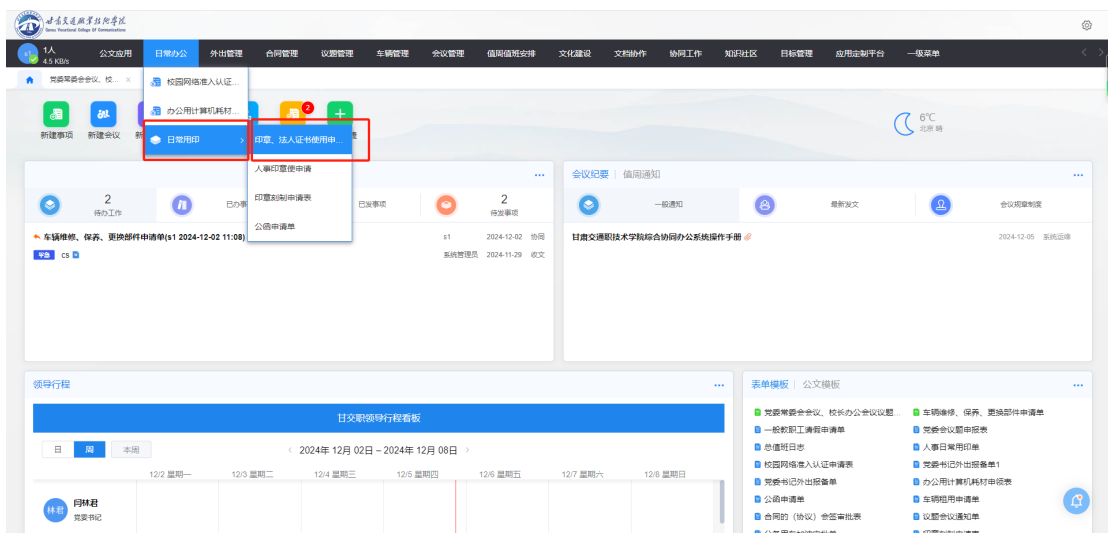 甘肃交通职业技术学院
Gansu Vocational College Of Communications
s1 1人
4.5 KB/s
公文应用 日常办公 外出管理 合同管理 议题管理 车辆管理 会议管理 值周值班安排 文化建设 文档协作 协同工作 知识社区 目标管理 应用定制平台 一级菜单
党委常委会会议、校...
校园网络准入认证...
办公用计算机耗材...
2
新建事项 新建会议
日常用印 印章、法人证书使用申...
人事印章使申请
印章刻制申请表
公函申请单
6℃
北京 晴
会议纪要 值周通知
2
待办工作
已办事
已发事项
2
待发事项
一般通知 最新发文 会议规章制度
车辆维修、保养、更换部件申请单(s1 2024-12-02 11:08) s1 2024-12-02 协同
平急 cs 系统管理员 2024-11-29 收文
甘肃交通职技术学院综合协同办公系统操作手册 2024-12-05 系统运维
领导行程
甘交职领导行程看板
日 周 本周
2024年 12月 02日 – 2024年 12月 08日
12/2 星期一 12/3 星期二 12/4 星期三 12/5 星期四 12/6 星期五 12/7 星期六 12/8 星期日
林君 闫林君
党委书记
表单模板 公文模板
党委常委会会议、校长办公会议议题... 车辆维修、保养、更换部件申请单
一般教职工请假申请单 党委会议题申报表
总值班日志 人事日常用印单
校园网络准入认证申请表 党委书记外出报备单1
党委书记外出报备单 办公用计算机耗材申领表
公函申请单 车辆租用申请单
合同的（协议）会签审批表 议题会议通知单